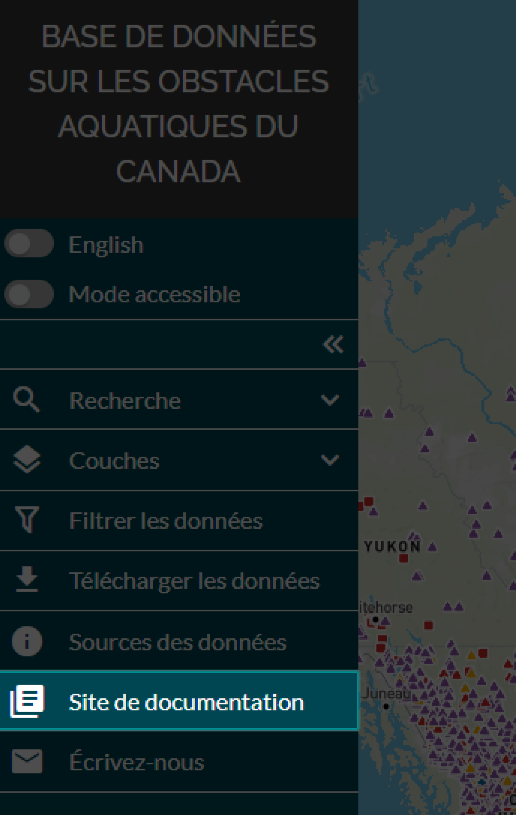 BASE DE DONNÉES
SUR LES OBSTACLES
AQUATIQUES DU
CANADA
English
Mode accessible
Recherche
Couches
Filtrer les données
YUKON
Télécharger les données
itehorse
Sources des données
Site de documentation
Juneau
Écrivez-nous